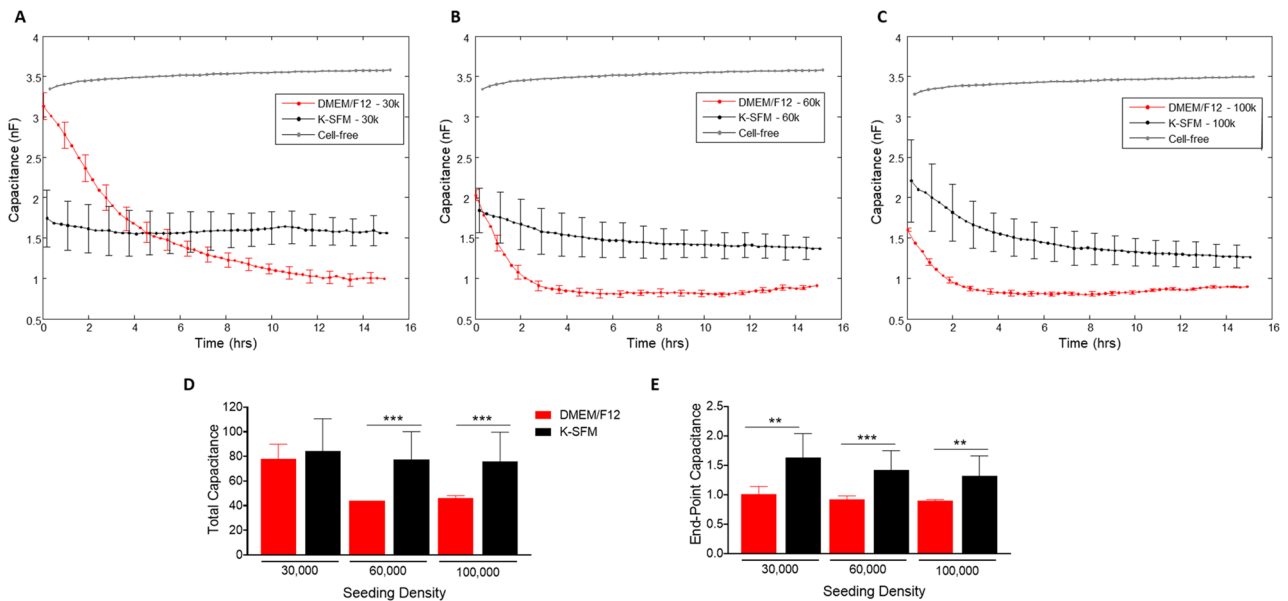 A
Capacitance (nF)
4
3.5
3
2.5
2
1.5
1
0.5
0 2 4 6 8 10 12 14 16
Time (hrs)
DMEM/F12 - 30k
K-SFM - 30k
Cell-free
B
Capacitance (nF)
4
3.5
3
2.5
2
1.5
1
0.5
0 2 4 6 8 10 12 14 16
Time (hrs)
DMEM/F12 - 60k
K-SFM - 60k
Cell-free
C
Capacitance (nF)
4
3.5
3
2.5
2
1.5
1
0.5
0 2 4 6 8 10 12 14 16
Time (hrs)
DMEM/F12 - 100k
K-SFM - 100k
Cell-free
D
Total Capacitance
120
100
80
60
40
20
0
*** ***
30,000 60,000 100,000
Seeding Density
DMEM/F12
K-SFM
E
End-Point Capacitance
2.5
2.0
1.5
1.0
0.5
0.0
** *** **
30,000 60,000 100,000
Seeding Density